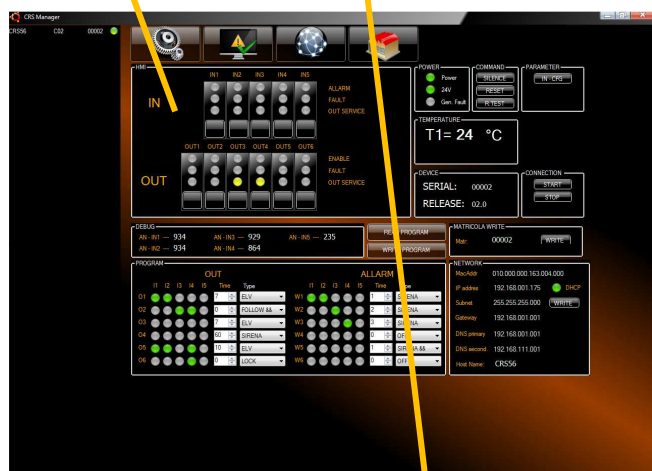 CRS Manager
CRS56 C02 00002
HMI
IN
IN1 IN2 IN3 IN4 IN5
ALLARM
FAULT
OUT SERVICE
OUT
OUT1 OUT2 OUT3 OUT4 OUT5 OUT6
ENABLE
FAULT
OUT SERVICE
POWER
Power
24V
Gen. Fault
COMMAND
SILENCE
RESET
R.TEST
PARAMETER
IN - CFG
TEMPERATURE
T1= 24 °C
DEVICE
SERIAL: 00002
RELEASE: 02.0
CONNECTION
START
STOP
DEBUG
AN - IN1 — 934 AN - IN3 — 929 AN - IN5 — 235
AN - IN2 — 934 AN - IN4 — 864
PROGRAM
WRITE PROGRAM
MATRICOLA WRITE
Matr: 00002 WRITE
PROGRAM
OUT
I1 I2 I3 I4 I5 Time Type
O1 7 ELV
O2 0 FOLLOW &&
O3 7 ELV
O4 60 SIRENA
O5 10 ELV
O6 0 LOCK
ALLARM
I1 I2 I3 I4 I5 Time
W1 1 SIRENA
W2 2 SIRENA
W3 3 SIRENA
W4 0
W5 1 SIRENA &&
W6 0
NETWORK
MacAddr 010.000.000.163.004.000
IP addres 192.168.001.175 DHCP
Subnet 255.255.255.000 WRITE
Gateway 192.168.001.001
DNS primary 192.168.001.001
DNS second. 192.168.111.001
Host Name: CRS56